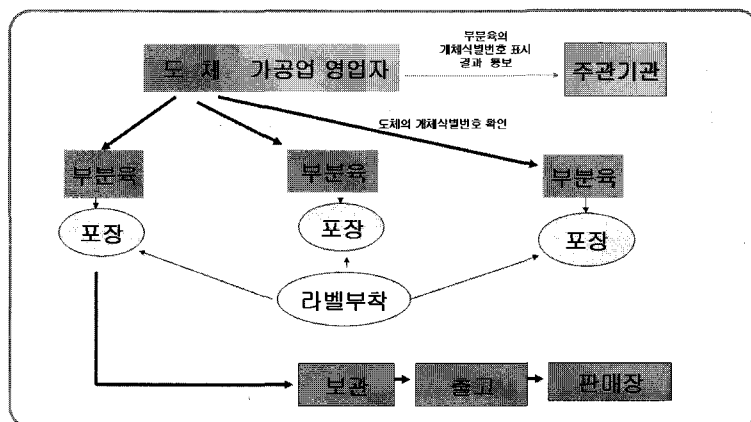 부분육의
개체식별번호 표시
결과 통보
도 체 가공업 영업자
주관기관
도체의 개체식별번호 확인
부분육
부분육
부분육
포장
포장
포장
라벨부착
보관
출고
판매장